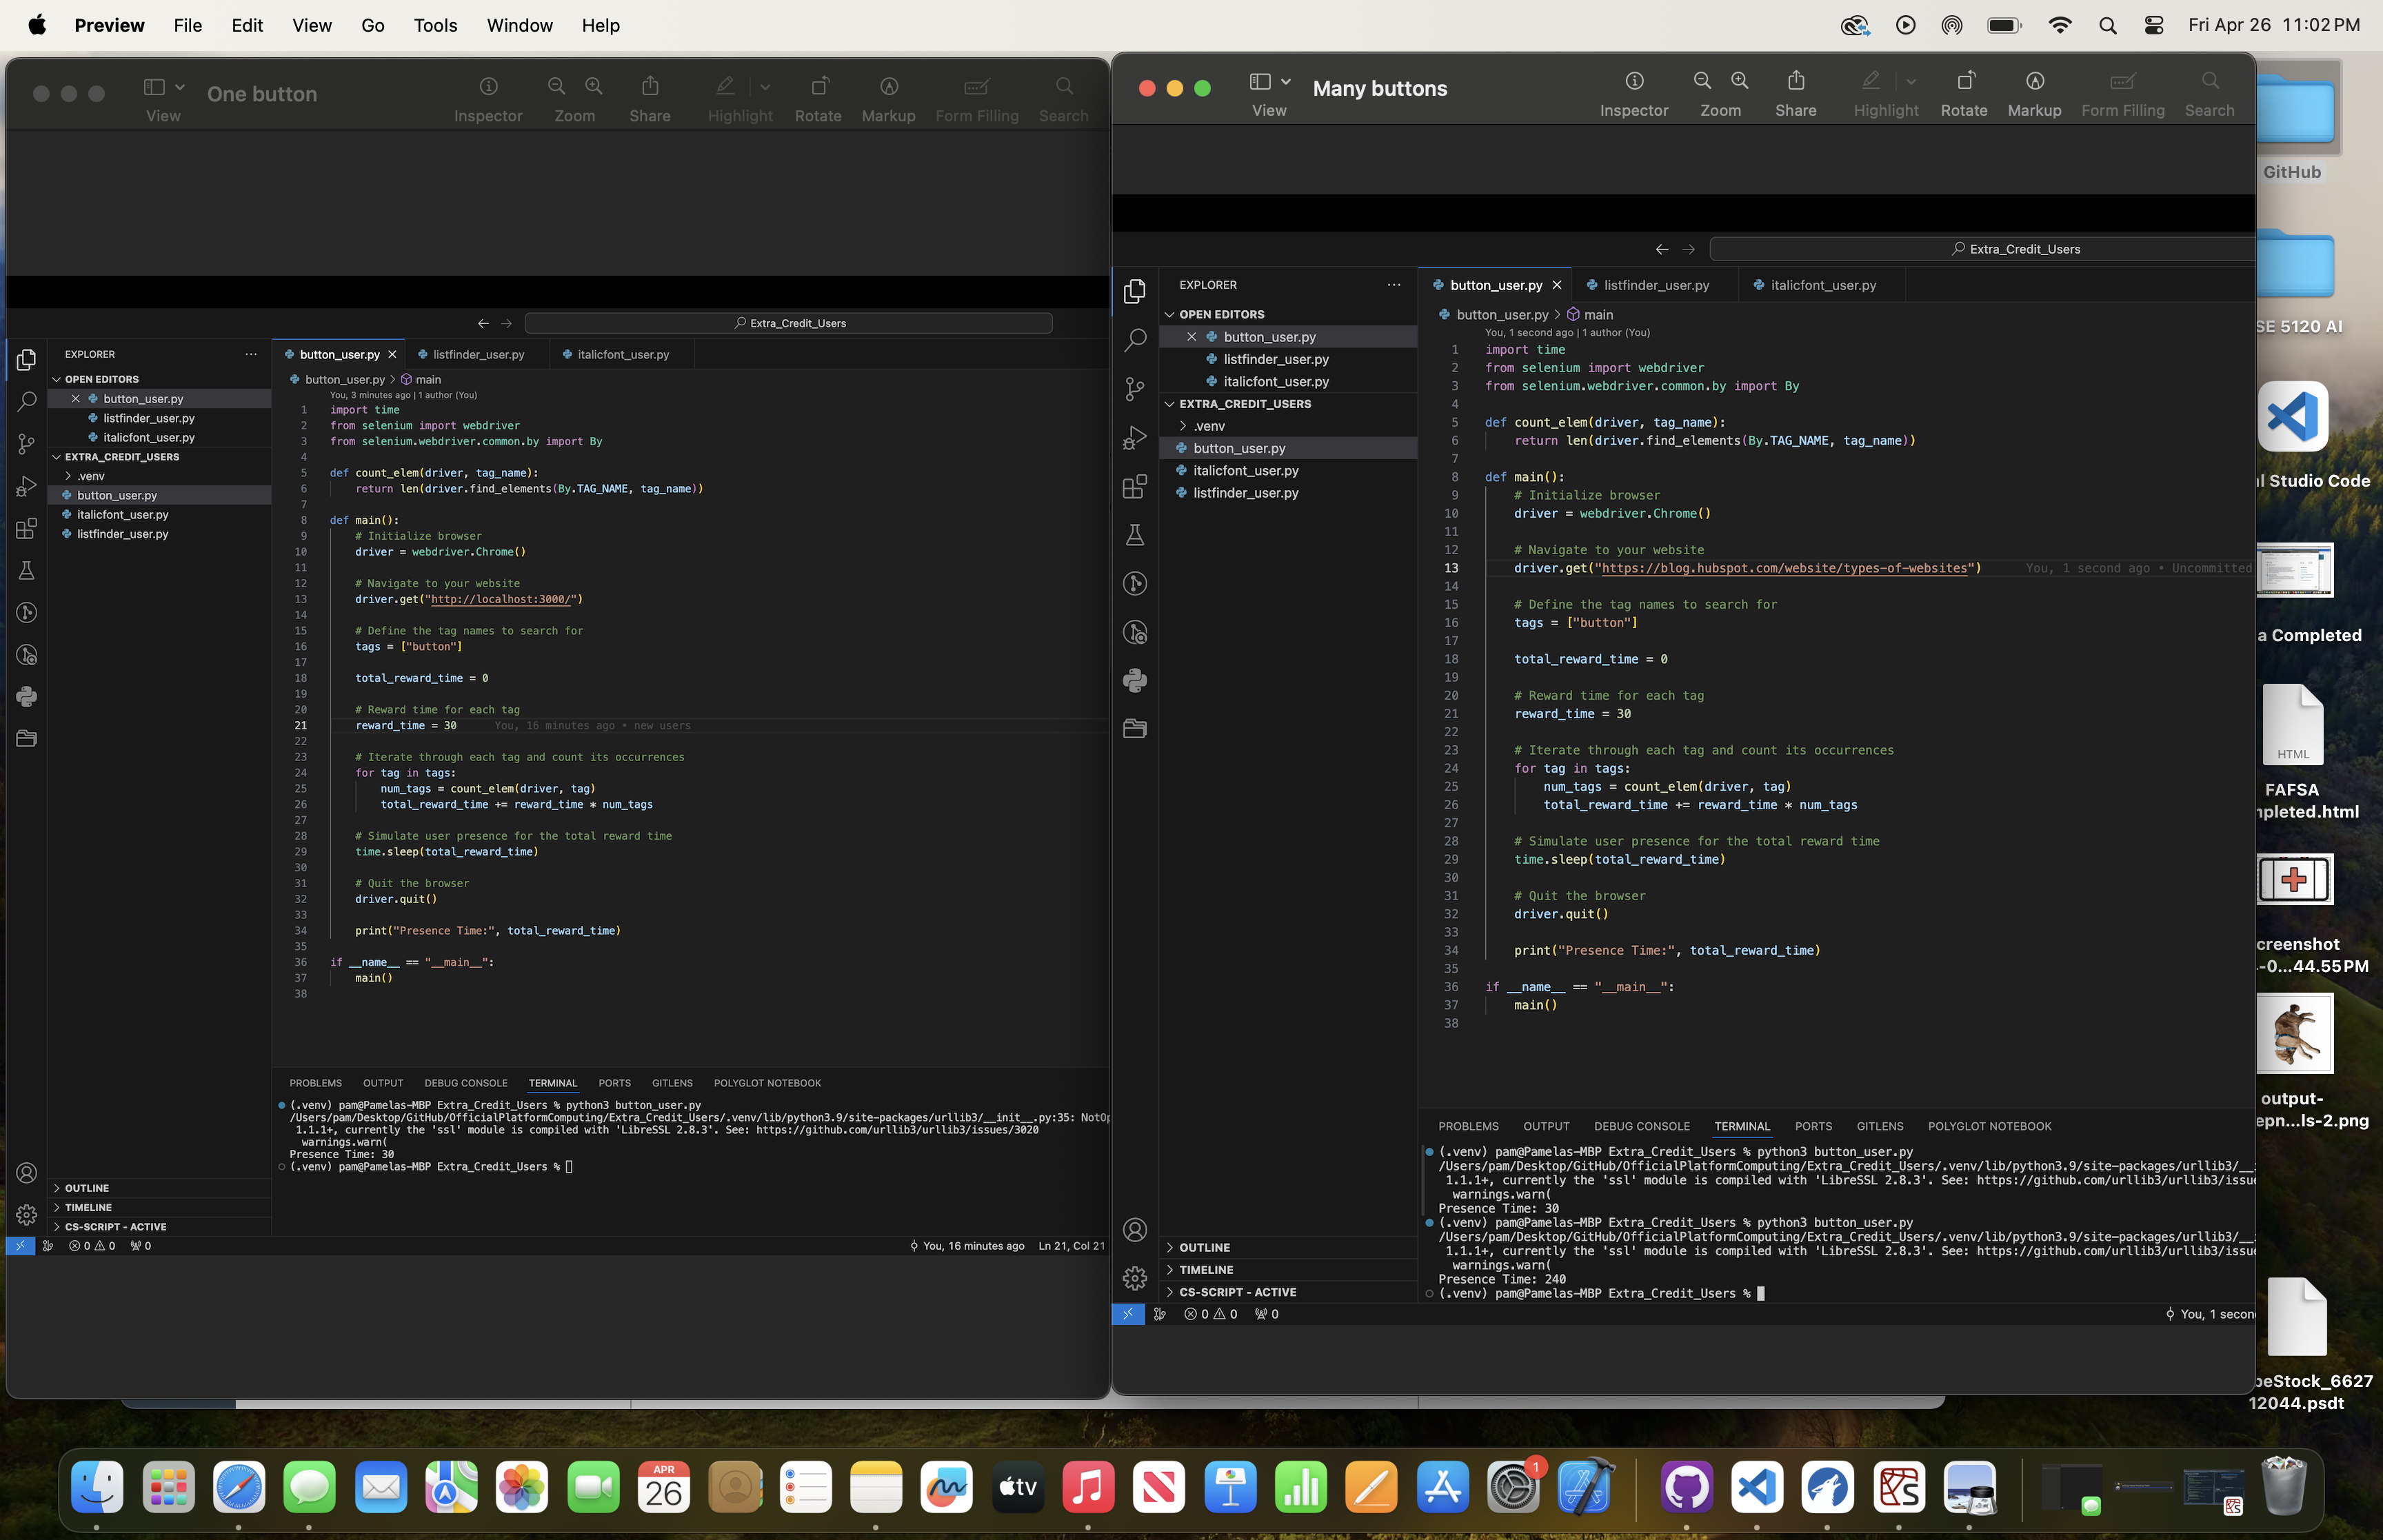 Preview File Edit View Go Tools Window Help
Fri Apr 26 11:02 PM
One button
View
Inspector Zoom Share Highlight Rotate Markup Form Filling Search
Extra_Credit_Users
EXPLORER
OPEN EDITORS
button_user.py
listfinder_user.py
italicfont_user.py
EXTRA_CREDIT_USERS
.venv
button_user.py
italicfont_user.py
listfinder_user.py
OUTLINE
TIMELINE
CS-SCRIPT - ACTIVE
button_user.py listfinder_user.py italicfont_user.py
button_user.py > main
You, 3 minutes ago | 1 author (You)
1 import time
2 from selenium import webdriver
3 from selenium.webdriver.common.by import By
4
5 def count_elem(driver, tag_name):
6 return len(driver.find_elements(By.TAG_NAME, tag_name))
7
8 def main():
9 # Initialize browser
10 driver = webdriver.Chrome()
11
12 # Navigate to your website
13 driver.get("http://localhost:3000/")
14
15 # Define the tag names to search for
16 tags = ["button"]
17
18 total_reward_time = 0
19
20 # Reward time for each tag
21 reward_time = 30 You, 16 minutes ago • new users
22
23 # Iterate through each tag and count its occurrences
24 for tag in tags:
25 num_tags = count_elem(driver, tag)
26 total_reward_time += reward_time * num_tags
27
28 # Simulate user presence for the total reward time
29 time.sleep(total_reward_time)
30
31 # Quit the browser
32 driver.quit()
33
34 print("Presence Time:", total_reward_time)
35
36 if __name__ == "__main__":
37 main()
38
PROBLEMS OUTPUT DEBUG CONSOLE TERMINAL PORTS GITLENS POLYGLOT NOTEBOOK
(.venv) pam@Pamelas-MBP Extra_Credit_Users % python3 button_user.py
/Users/pam/Desktop/GitHub/OfficialPlatformComputing/Extra_Credit_Users/.venv/lib/python3.9/site-packages/urllib3/__init__.py:35: NotOp
1.1.1+, currently the 'ssl' module is compiled with 'LibreSSL 2.8.3'. See: https://github.com/urllib3/urllib3/issues/3020
warnings.warn(
Presence Time: 30
(.venv) pam@Pamelas-MBP Extra_Credit_Users %
0 0 0
You, 16 minutes ago Ln 21, Col 21
Many buttons
View
Inspector Zoom Share Highlight Rotate Markup Form Filling Search
Extra_Credit_Users
EXPLORER
OPEN EDITORS
button_user.py
listfinder_user.py
italicfont_user.py
EXTRA_CREDIT_USERS
.venv
button_user.py
italicfont_user.py
listfinder_user.py
OUTLINE
TIMELINE
CS-SCRIPT - ACTIVE
button_user.py listfinder_user.py italicfont_user.py
button_user.py > main
You, 1 second ago | 1 author (You)
1 import time
2 from selenium import webdriver
3 from selenium.webdriver.common.by import By
4
5 def count_elem(driver, tag_name):
6 return len(driver.find_elements(By.TAG_NAME, tag_name))
7
8 def main():
9 # Initialize browser
10 driver = webdriver.Chrome()
11
12 # Navigate to your website
13 driver.get("https://blog.hubspot.com/website/types-of-websites") You, 1 second ago • Uncommitted
14
15 # Define the tag names to search for
16 tags = ["button"]
17
18 total_reward_time = 0
19
20 # Reward time for each tag
21 reward_time = 30
22
23 # Iterate through each tag and count its occurrences
24 for tag in tags:
25 num_tags = count_elem(driver, tag)
26 total_reward_time += reward_time * num_tags
27
28 # Simulate user presence for the total reward time
29 time.sleep(total_reward_time)
30
31 # Quit the browser
32 driver.quit()
33
34 print("Presence Time:", total_reward_time)
35
36 if __name__ == "__main__":
37 main()
38
PROBLEMS OUTPUT DEBUG CONSOLE TERMINAL PORTS GITLENS POLYGLOT NOTEBOOK
(.venv) pam@Pamelas-MBP Extra_Credit_Users % python3 button_user.py
/Users/pam/Desktop/GitHub/OfficialPlatformComputing/Extra_Credit_Users/.venv/lib/python3.9/site-packages/urllib3/__
1.1.1+, currently the 'ssl' module is compiled with 'LibreSSL 2.8.3'. See: https://github.com/urllib3/urllib3/issue
warnings.warn(
Presence Time: 30
(.venv) pam@Pamelas-MBP Extra_Credit_Users % python3 button_user.py
/Users/pam/Desktop/GitHub/OfficialPlatformComputing/Extra_Credit_Users/.venv/lib/python3.9/site-packages/urllib3/__
1.1.1+, currently the 'ssl' module is compiled with 'LibreSSL 2.8.3'. See: https://github.com/urllib3/urllib3/issue
warnings.warn(
Presence Time: 240
(.venv) pam@Pamelas-MBP Extra_Credit_Users %
0 0 0
You, 1 secon
GitHub
SE 5120 AI
l Studio Code
a Completed
HTML
FAFSA
mpleted.html
creenshot
-0...44.55 PM
output-
epn...ls-2.png
beStock_6627
12044.psdt
APR
26
tv
1